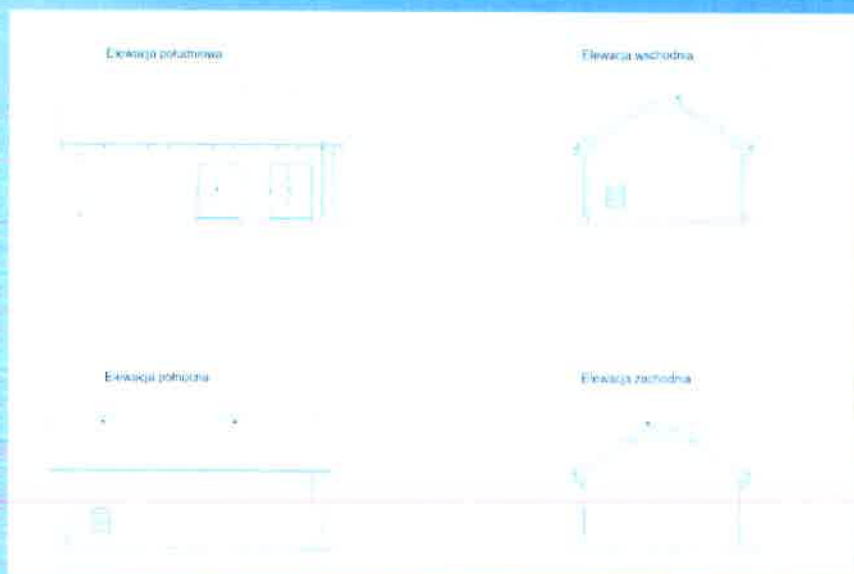 Elewacja południowa
Elewacja wschodnia
Elewacja północna
Elewacja zachodnia